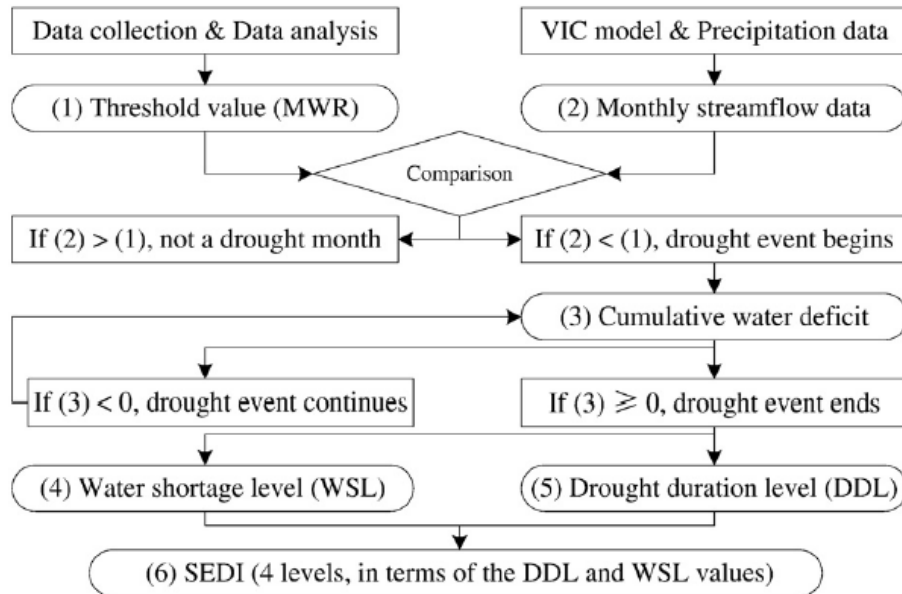 Data collection & Data analysis
VIC model & Precipitation data
(1) Threshold value (MWR)
(2) Monthly streamflow data
Comparison
If (2) > (1), not a drought month
If (2) < (1), drought event begins
(3) Cumulative water deficit
If (3) < 0, drought event continues
If (3) ⩾ 0, drought event ends
(4) Water shortage level (WSL)
(5) Drought duration level (DDL)
(6) SEDI (4 levels, in terms of the DDL and WSL values)